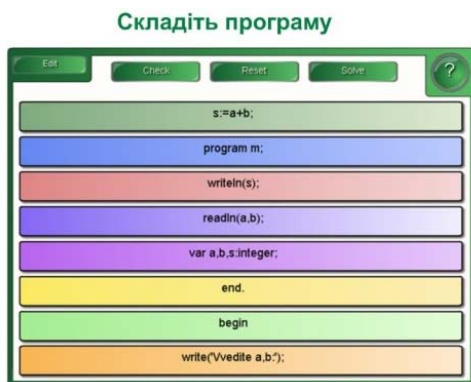 Складіть програму
Edit
Check
Reset
Solve
?
s:=a+b;
program m;
writeln(s);
readln(a,b);
var a,b,s:integer;
end.
begin
write('Vvedite a,b:');